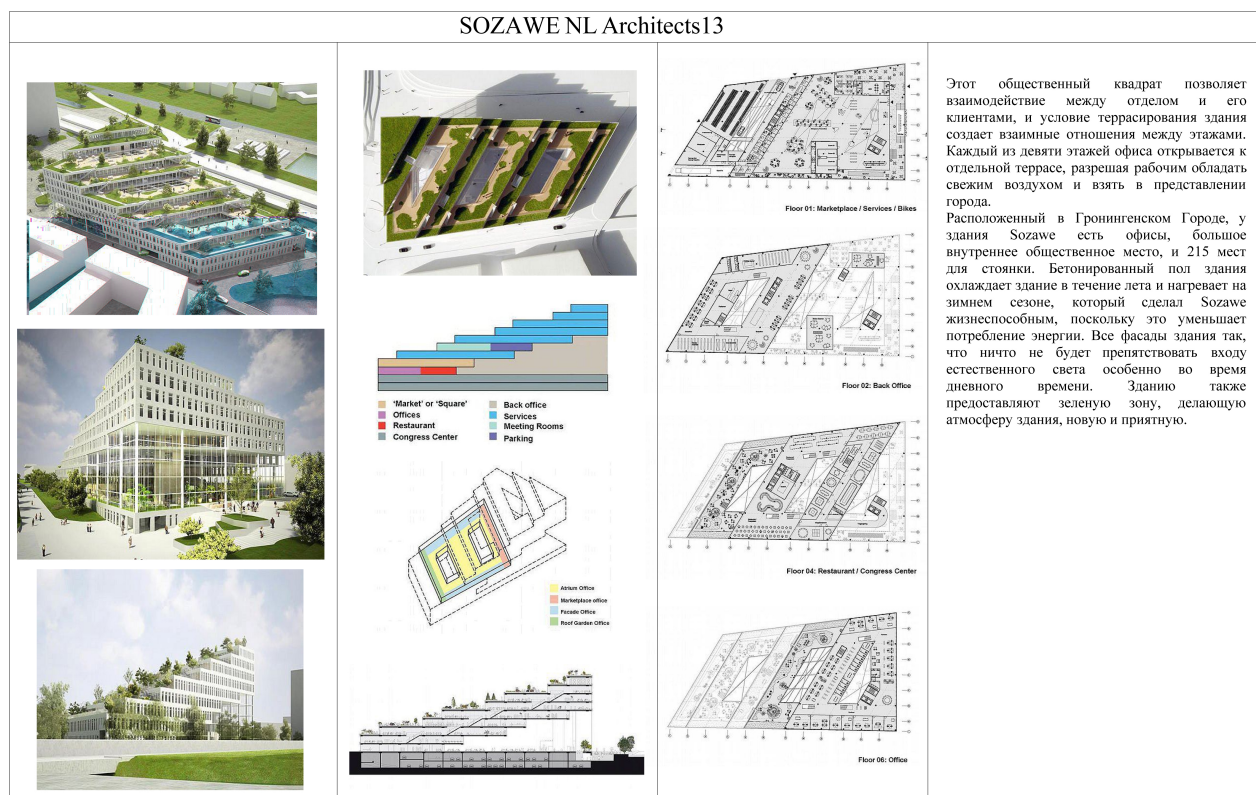 SOZAWE NL Architects13
'Market' or 'Square'
Offices
Restaurant
Congress Center
Back office
Services
Meeting Rooms
Parking
Atrium Office
Marketplace office
Facade Office
Roof Garden Office
Floor 01: Marketplace / Services / Bikes
Floor 02: Back Office
Floor 04: Restaurant / Congress Center
Floor 06: Office
Этот общественный квадрат позволяет
взаимодействие между отделом и его
клиентами, и условие террасирования здания
создает взаимные отношения между этажами.
Каждый из девяти этажей офиса открывается к
отдельной террасе, разрешая рабочим обладать
свежим воздухом и взять в представлении
города.
Расположенный в Гронингенском Городе, у
здания Sozawe есть офисы, большое
внутреннее общественное место, и 215 мест
для стоянки. Бетонированный пол здания
охлаждает здание в течение лета и нагревает на
зимнем сезоне, который сделал Sozawe
жизнеспособным, поскольку это уменьшает
потребление энергии. Все фасады здания так,
что ничто не будет препятствовать входу
естественного света особенно во время
дневного времени. Зданию также
предоставляют зеленую зону, делающую
атмосферу здания, новую и приятную.